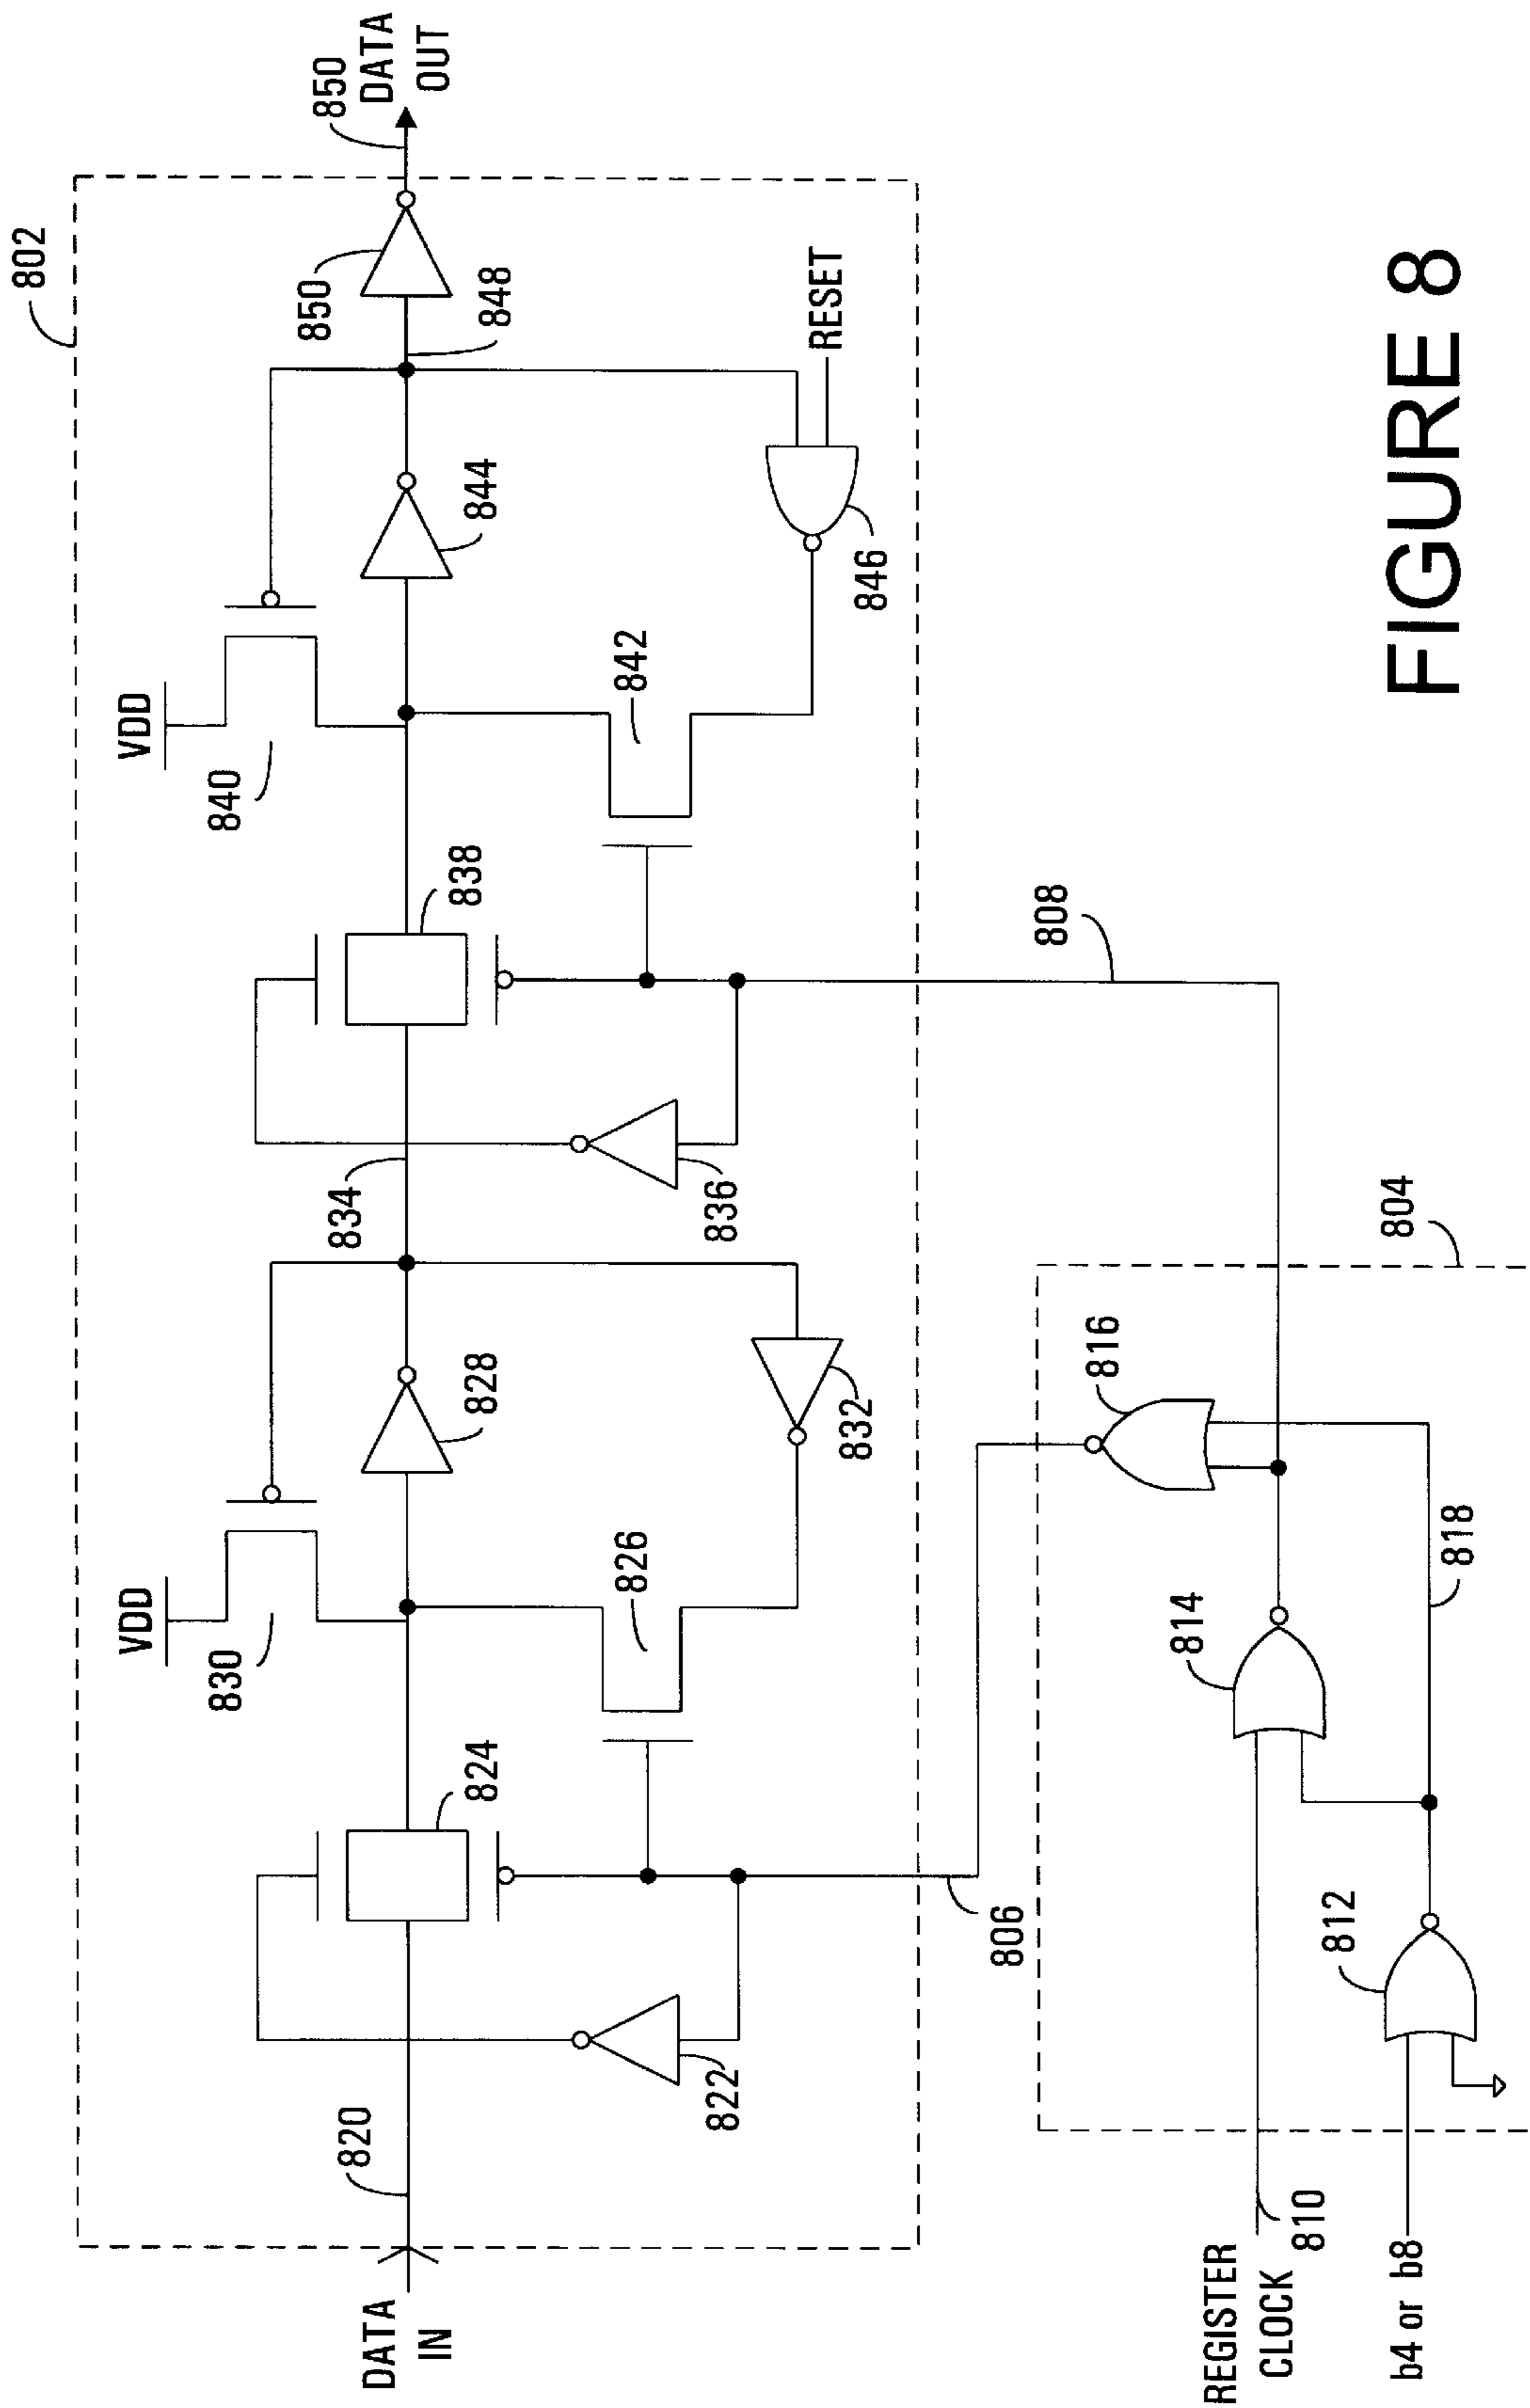 802
VDD
VDD
830
840
850
850
DATA
OUT
820
824
828
834
838
844
848
822
826
832
836
842
846
RESET
DATA
IN
806
808
804
816
814
812
818
REGISTER
CLOCK
810
b4 or b8
FIGURE 8